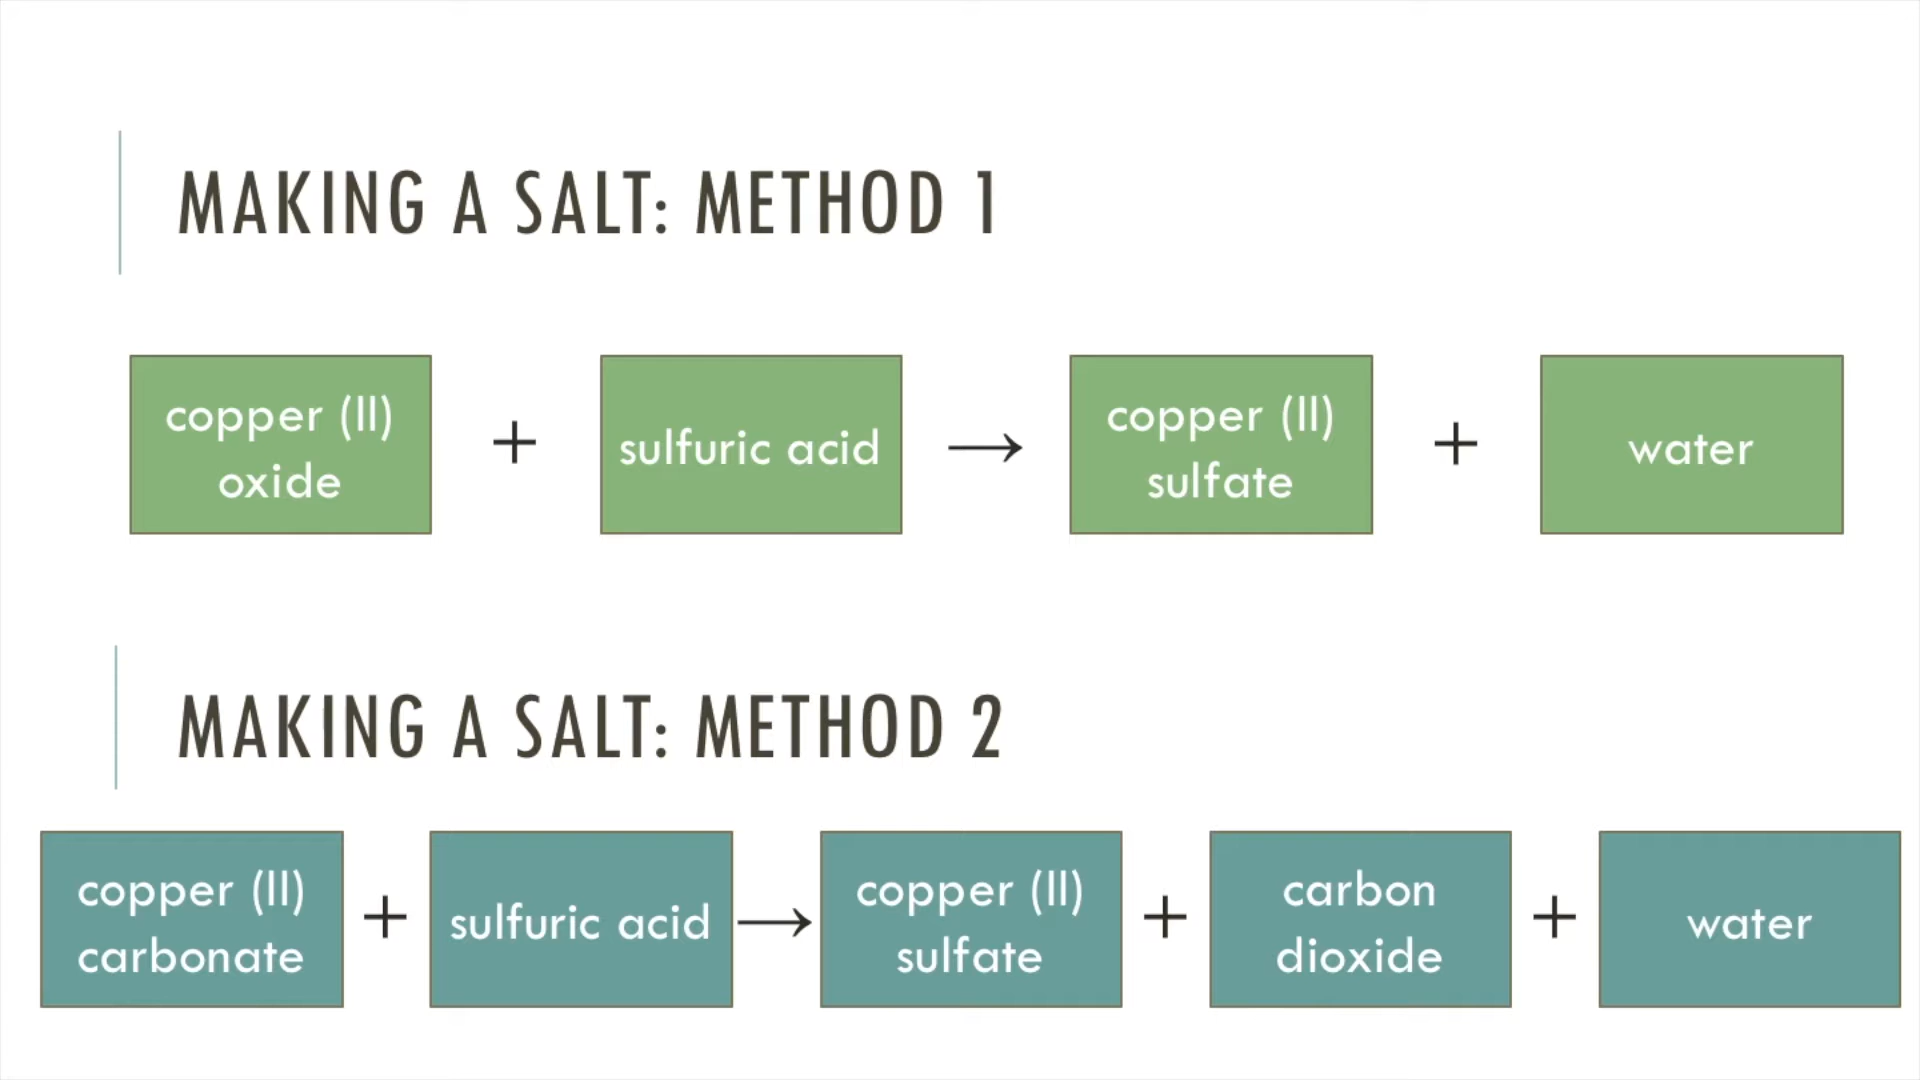 MAKING A SALT: METHOD 1
copper (II)
oxide
+
sulfuric acid
→
copper (II)
sulfate
+
water
MAKING A SALT: METHOD 2
copper (II)
carbonate
+
sulfuric acid
→
copper (II)
sulfate
+
carbon
dioxide
+
water